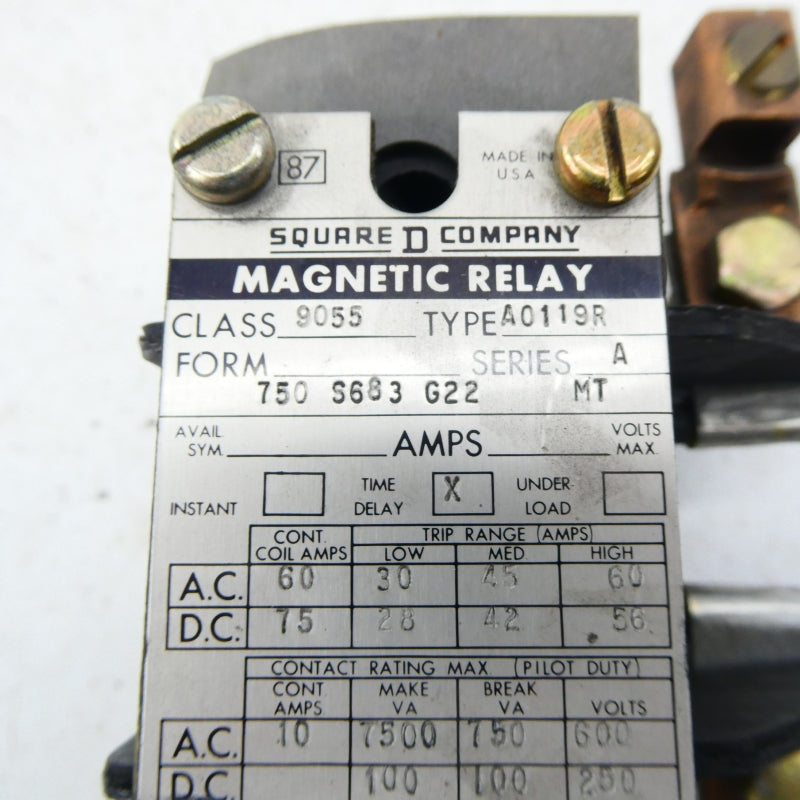 87 MADE IN
U.S.A
SQUARE D COMPANY
MAGNETIC RELAY
CLASS 9055 TYPE A0119R
FORM SERIES A
750 S683 G22 MT
AVAIL. SYM. AMPS VOLTS MAX.
INSTANT TIME DELAY X UNDER LOAD
CONT. COIL AMPS TRIP RANGE (AMPS)
LOW MED. HIGH
A.C. 60 30 45 60
D.C. 75 28 42 56
CONTACT RATING MAX. (PILOT DUTY)
CONT AMPS MAKE VA BREAK VA VOLTS
A.C. 10 7500 750 600
D.C. 100 100 250